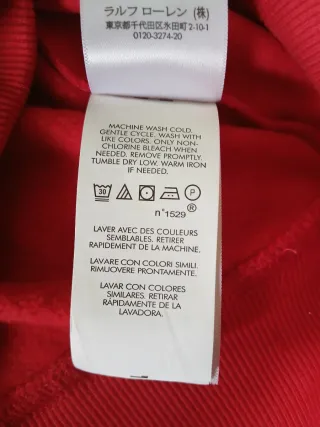 ラルフ ローレン (株)
東京都千代田区永田町 2-10-1
0120-3274-20
MACHINE WASH COLD.
GENTLE CYCLE. WASH WITH
LIKE COLORS. ONLY NON-
CHLORINE BLEACH WHEN
NEEDED. REMOVE PROMPTLY.
TUMBLE DRY LOW. WARM IRON
IF NEEDED.
30 P
n°1529 ®
LAVER AVEC DES COULEURS
SEMBLABLES. RETIRER
RAPIDEMENT DE LA MACHINE.
LAVARE CON COLORI SIMILI.
RIMUOVERE PRONTAMENTE.
LAVAR CON COLORES
SIMILARES. RETIRAR
RÁPIDAMENTE DE LA
LAVADORA.